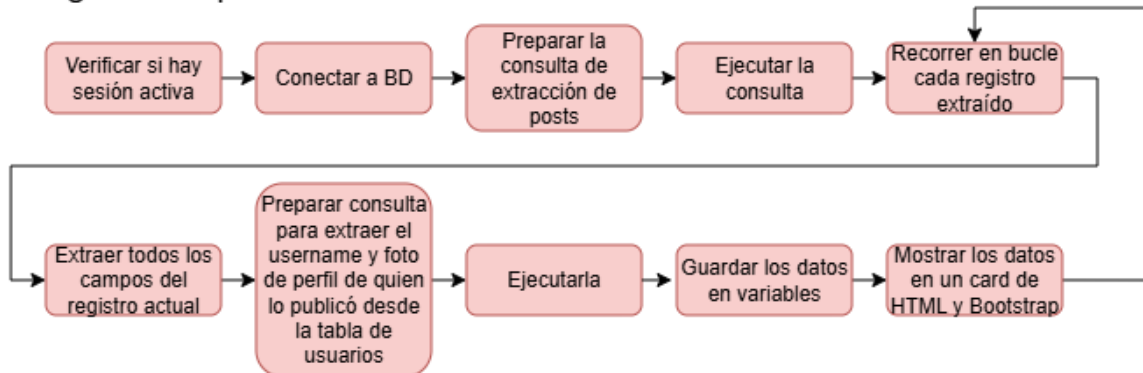 Verificar si hay
sesión activa
Conectar a BD
Preparar la
consulta de
extracción de
posts
Ejecutar la
consulta
Recorrer en bucle
cada registro
extraído
Extraer todos los
campos del
registro actual
Preparar consulta
para extraer el
username y foto
de perfil de quien
lo publicó desde
la tabla de
usuarios
Ejecutarla
Guardar los datos
en variables
Mostrar los datos
en un card de
HTML y Bootstrap